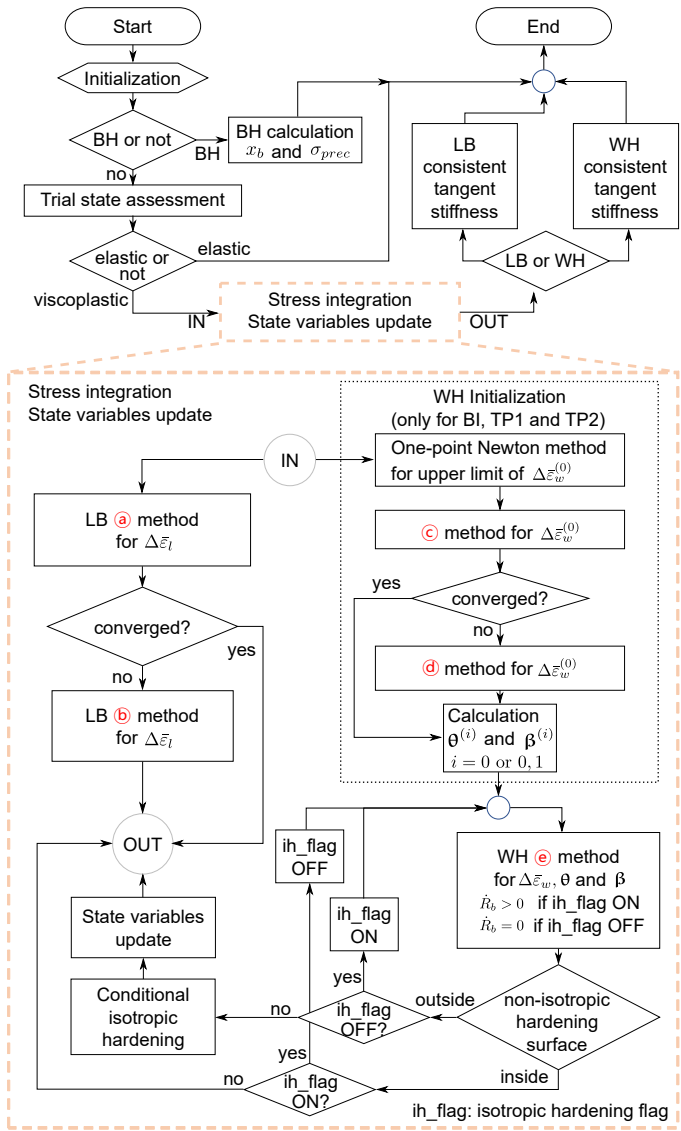 Start
End
Initialization
BH or not
BH
BH calculation
x_b and σ_prec
no
Trial state assessment
elastic or
not
elastic
viscoplastic
IN
Stress integration
State variables update
OUT
LB
consistent
tangent
stiffness
WH
consistent
tangent
stiffness
LB or WH
Stress integration
State variables update
IN
WH Initialization
(only for BI, TP1 and TP2)
One-point Newton method
for upper limit of Δε̄_w^(0)
LB ⓐ method
for Δε̄_l
ⓒ method for Δε̄_w^(0)
converged?
yes
no
converged?
yes
no
ⓓ method for Δε̄_w^(0)
LB ⓑ method
for Δε̄_l
Calculation
θ^(i) and β^(i)
i = 0 or 0, 1
OUT
ih_flag
OFF
ih_flag
ON
WH ⓔ method
for Δε̄_w, θ and β
Ṙ_b > 0 if ih_flag ON
Ṙ_b = 0 if ih_flag OFF
State variables
update
Conditional
isotropic
hardening
no
yes
ih_flag
OFF?
outside
non-isotropic
hardening
surface
inside
no
yes
ih_flag
ON?
ih_flag: isotropic hardening flag